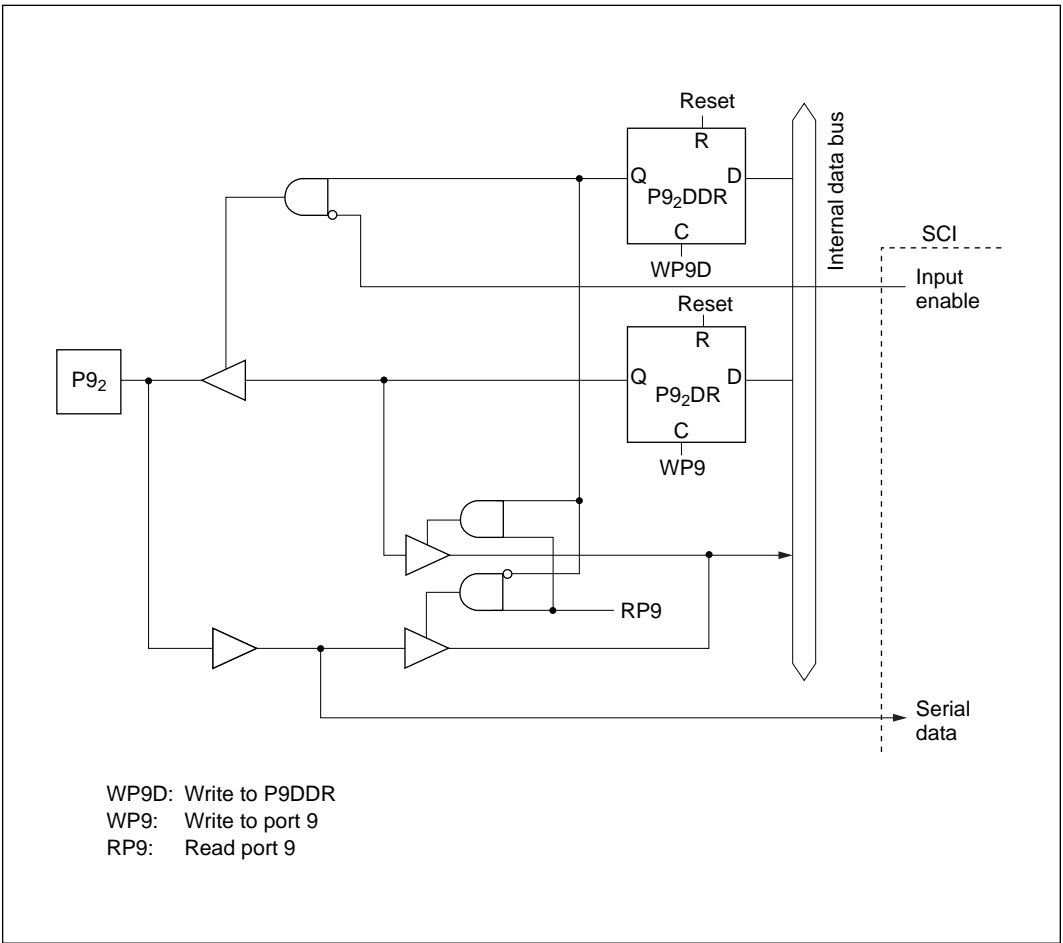 Reset
R
Q
D
P9₂DDR
C
WP9D
Internal data bus
SCI
Input
enable
Reset
R
Q
D
P9₂DR
C
WP9
P9₂
RP9
Serial
data
WP9D: Write to P9DDR
WP9: Write to port 9
RP9: Read port 9